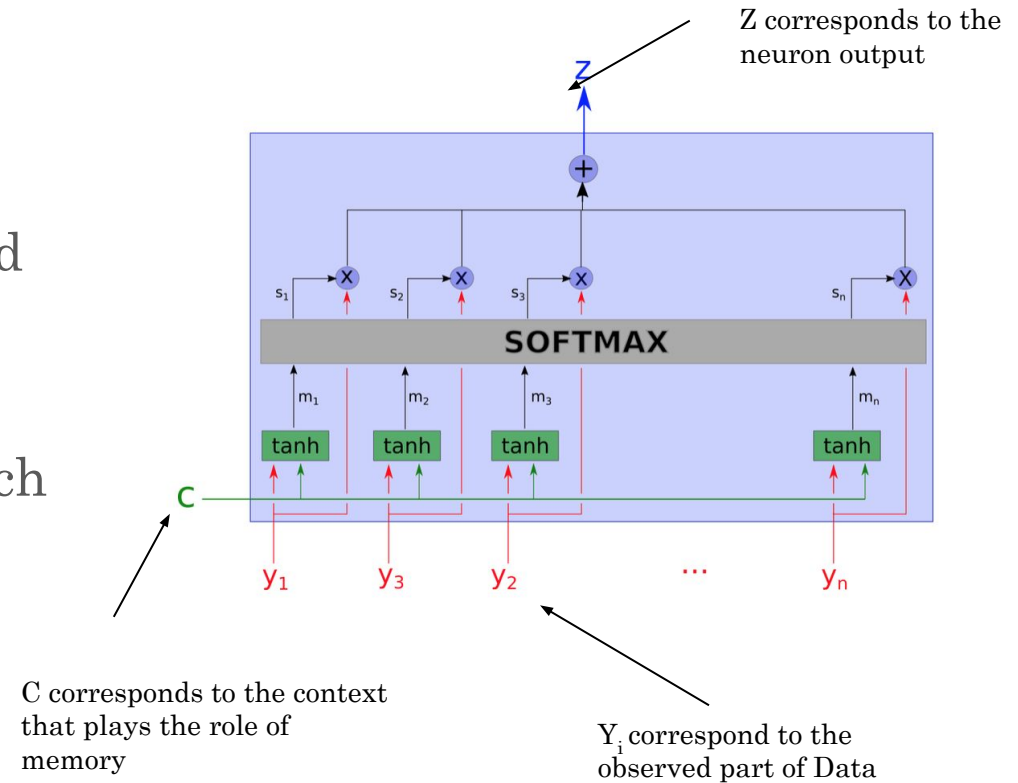 Z corresponds to the
neuron output
Z
+
d
x x x x
s₁ s₂ s₃ sₙ
SOFTMAX
m₁ m₂ m₃ mₙ
tanh tanh tanh tanh
ch
C
y₁ y₃ y₂ ... yₙ
C corresponds to the context
that plays the role of
memory
Yᵢ correspond to the
observed part of Data